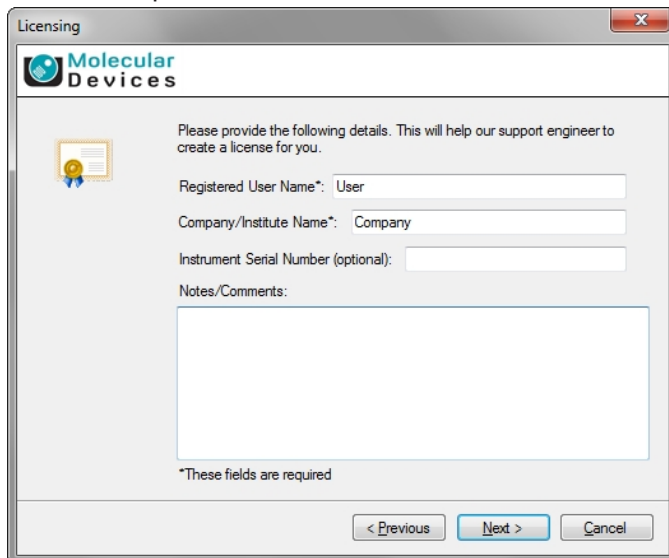 Licensing
Molecular
Devices
Please provide the following details. This will help our support engineer to
create a license for you.
Registered User Name*: User
Company/Institute Name*: Company
Instrument Serial Number (optional):
Notes/Comments:
*These fields are required
< Previous Next > Cancel